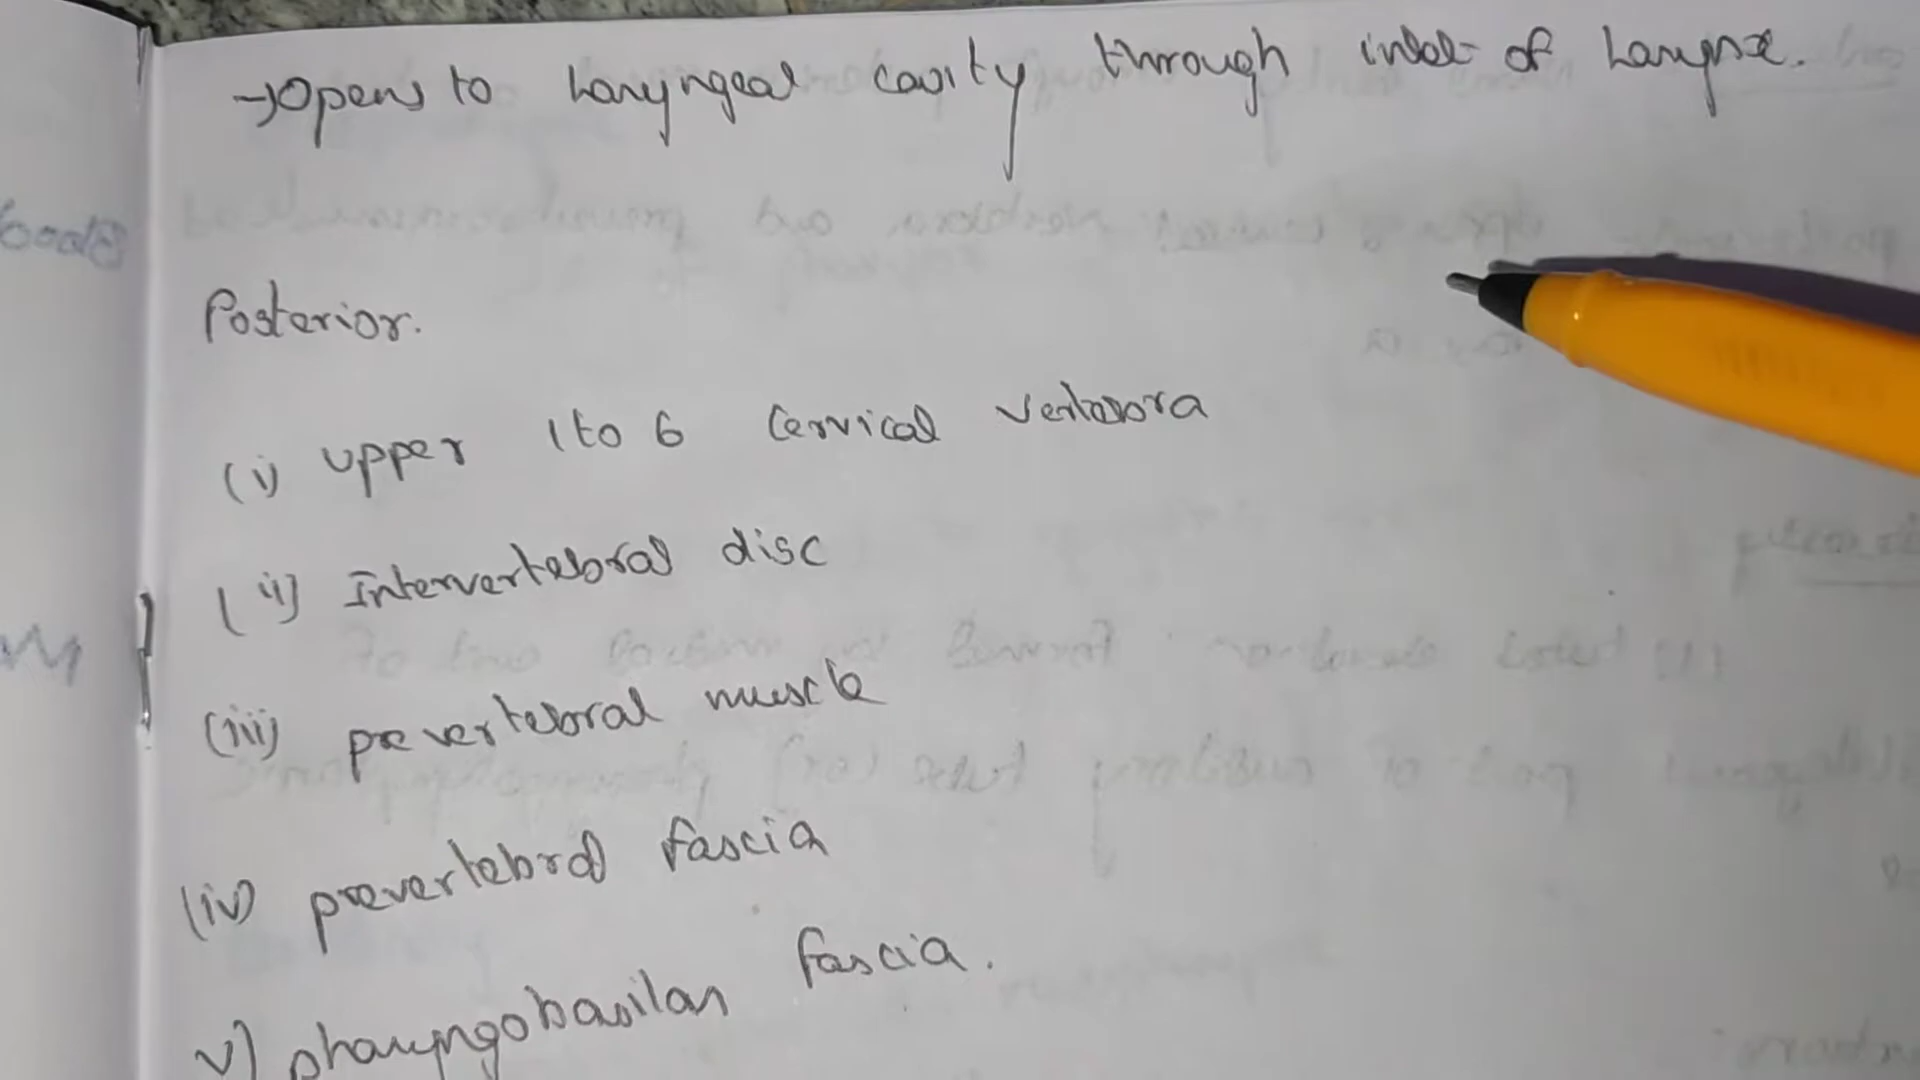 →Opens to Laryngeal cavity through inlet of Larynx.
Posterior.
(i) upper 1 to 6 Cervical Vertebra
(ii) Intervertebral disc
(iii) prevertebral muscle
(iv) prevertebral fascia
v) pharyngobasilar fascia.